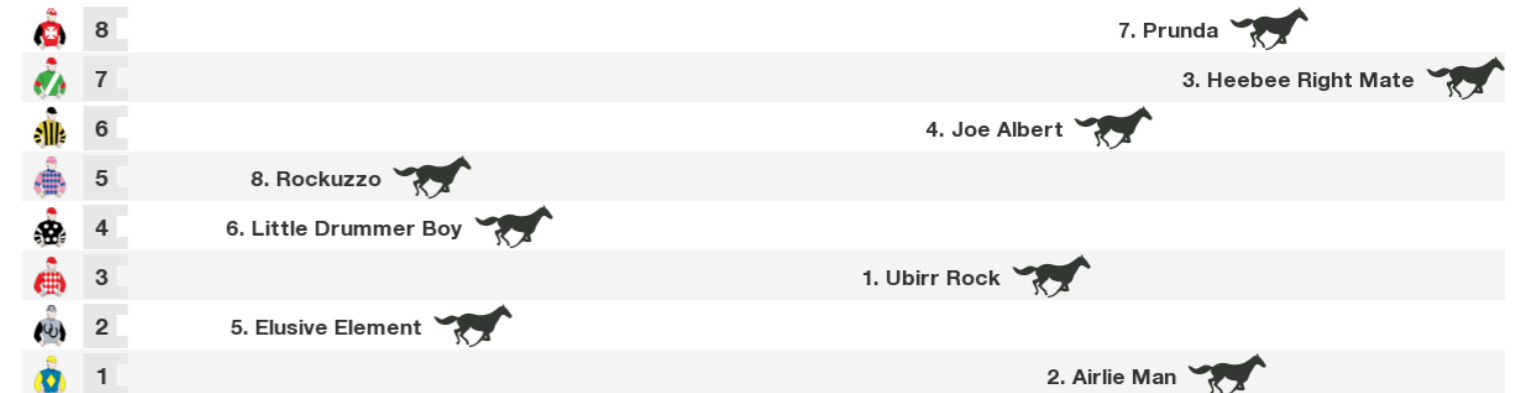 8 7. Prunda
7 3. Heebee Right Mate
6 4. Joe Albert
5 8. Rockuzzo
4 6. Little Drummer Boy
3 1. Ubirr Rock
2 5. Elusive Element
1 2. Airlie Man